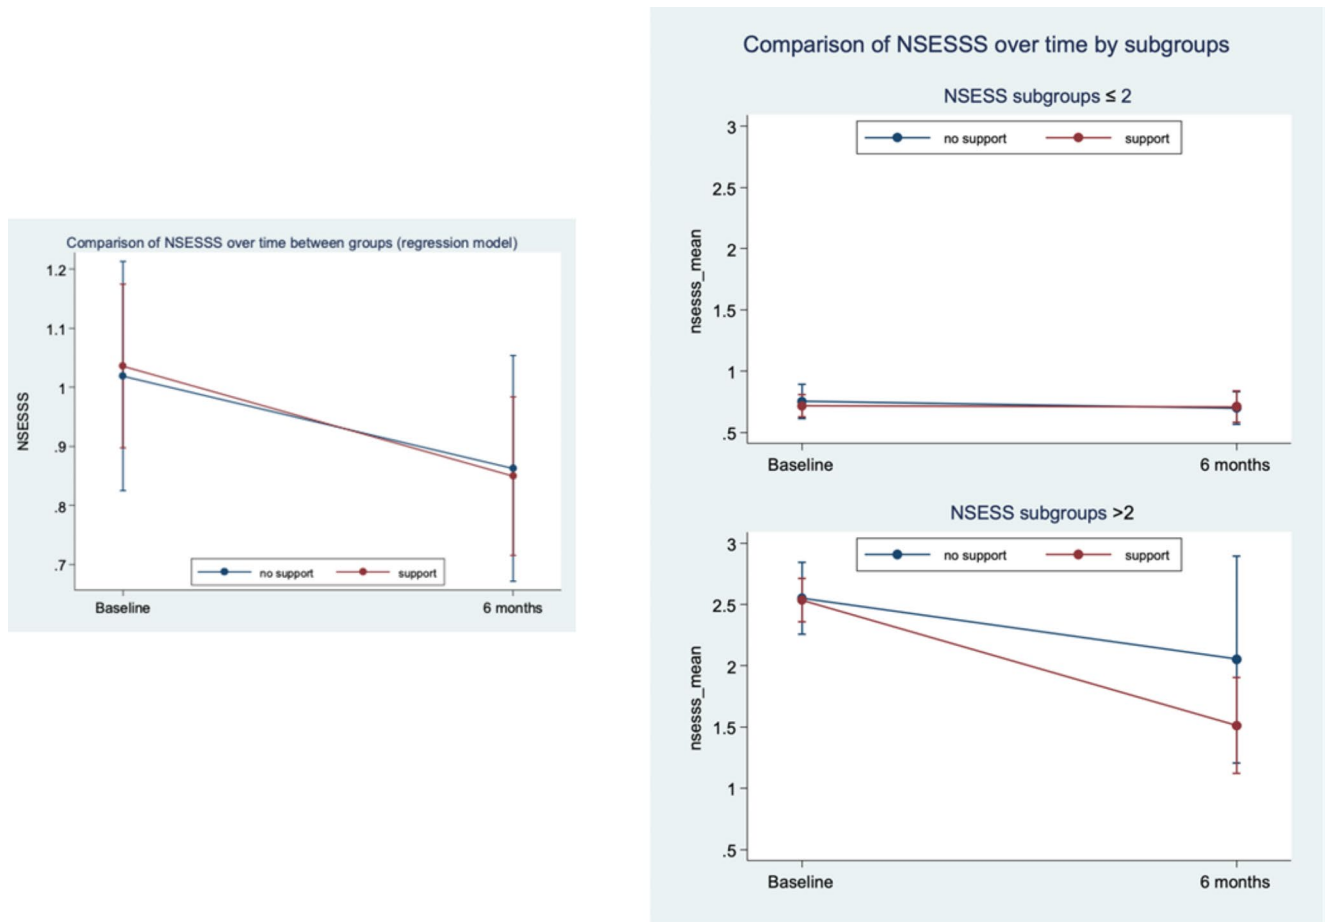 Comparison of NSESSS over time between groups (regression model)
1.2
1.1
1
.9
.8
.7
NSESSS
no support
support
Baseline
6 months
Comparison of NSESSS over time by subgroups
NSESS subgroups ≤ 2
no support
support
3
2.5
2
1.5
1
.5
nsesss_mean
Baseline
6 months
NSESS subgroups >2
no support
support
3
2.5
2
1.5
1
.5
nsesss_mean
Baseline
6 months